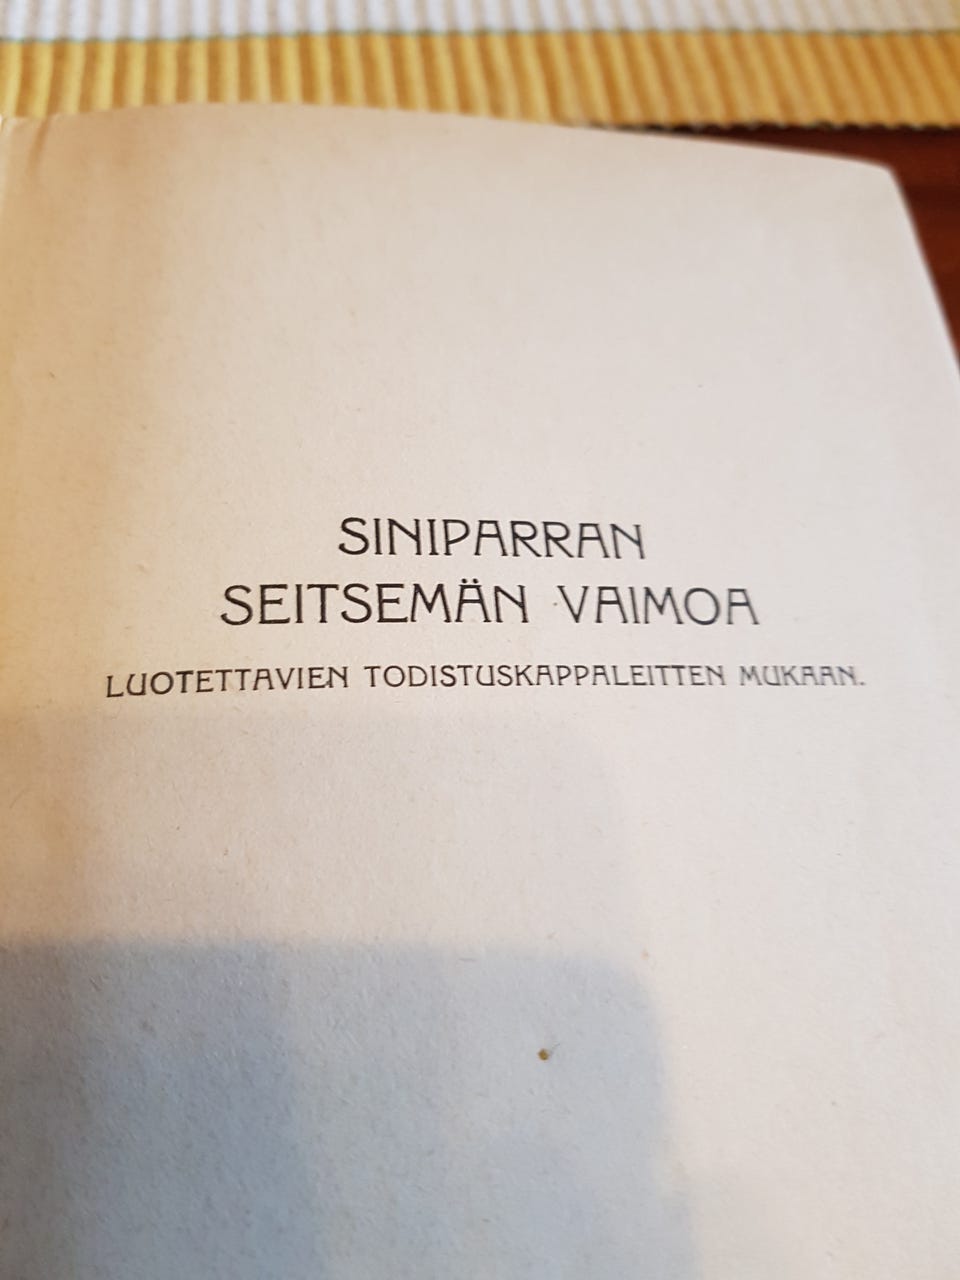 SINIPARRAN
SEITSEMÄN VAIMOA
LUOTETTAVIEN TODISTUSKAPPALEITTEN MUKAAN.